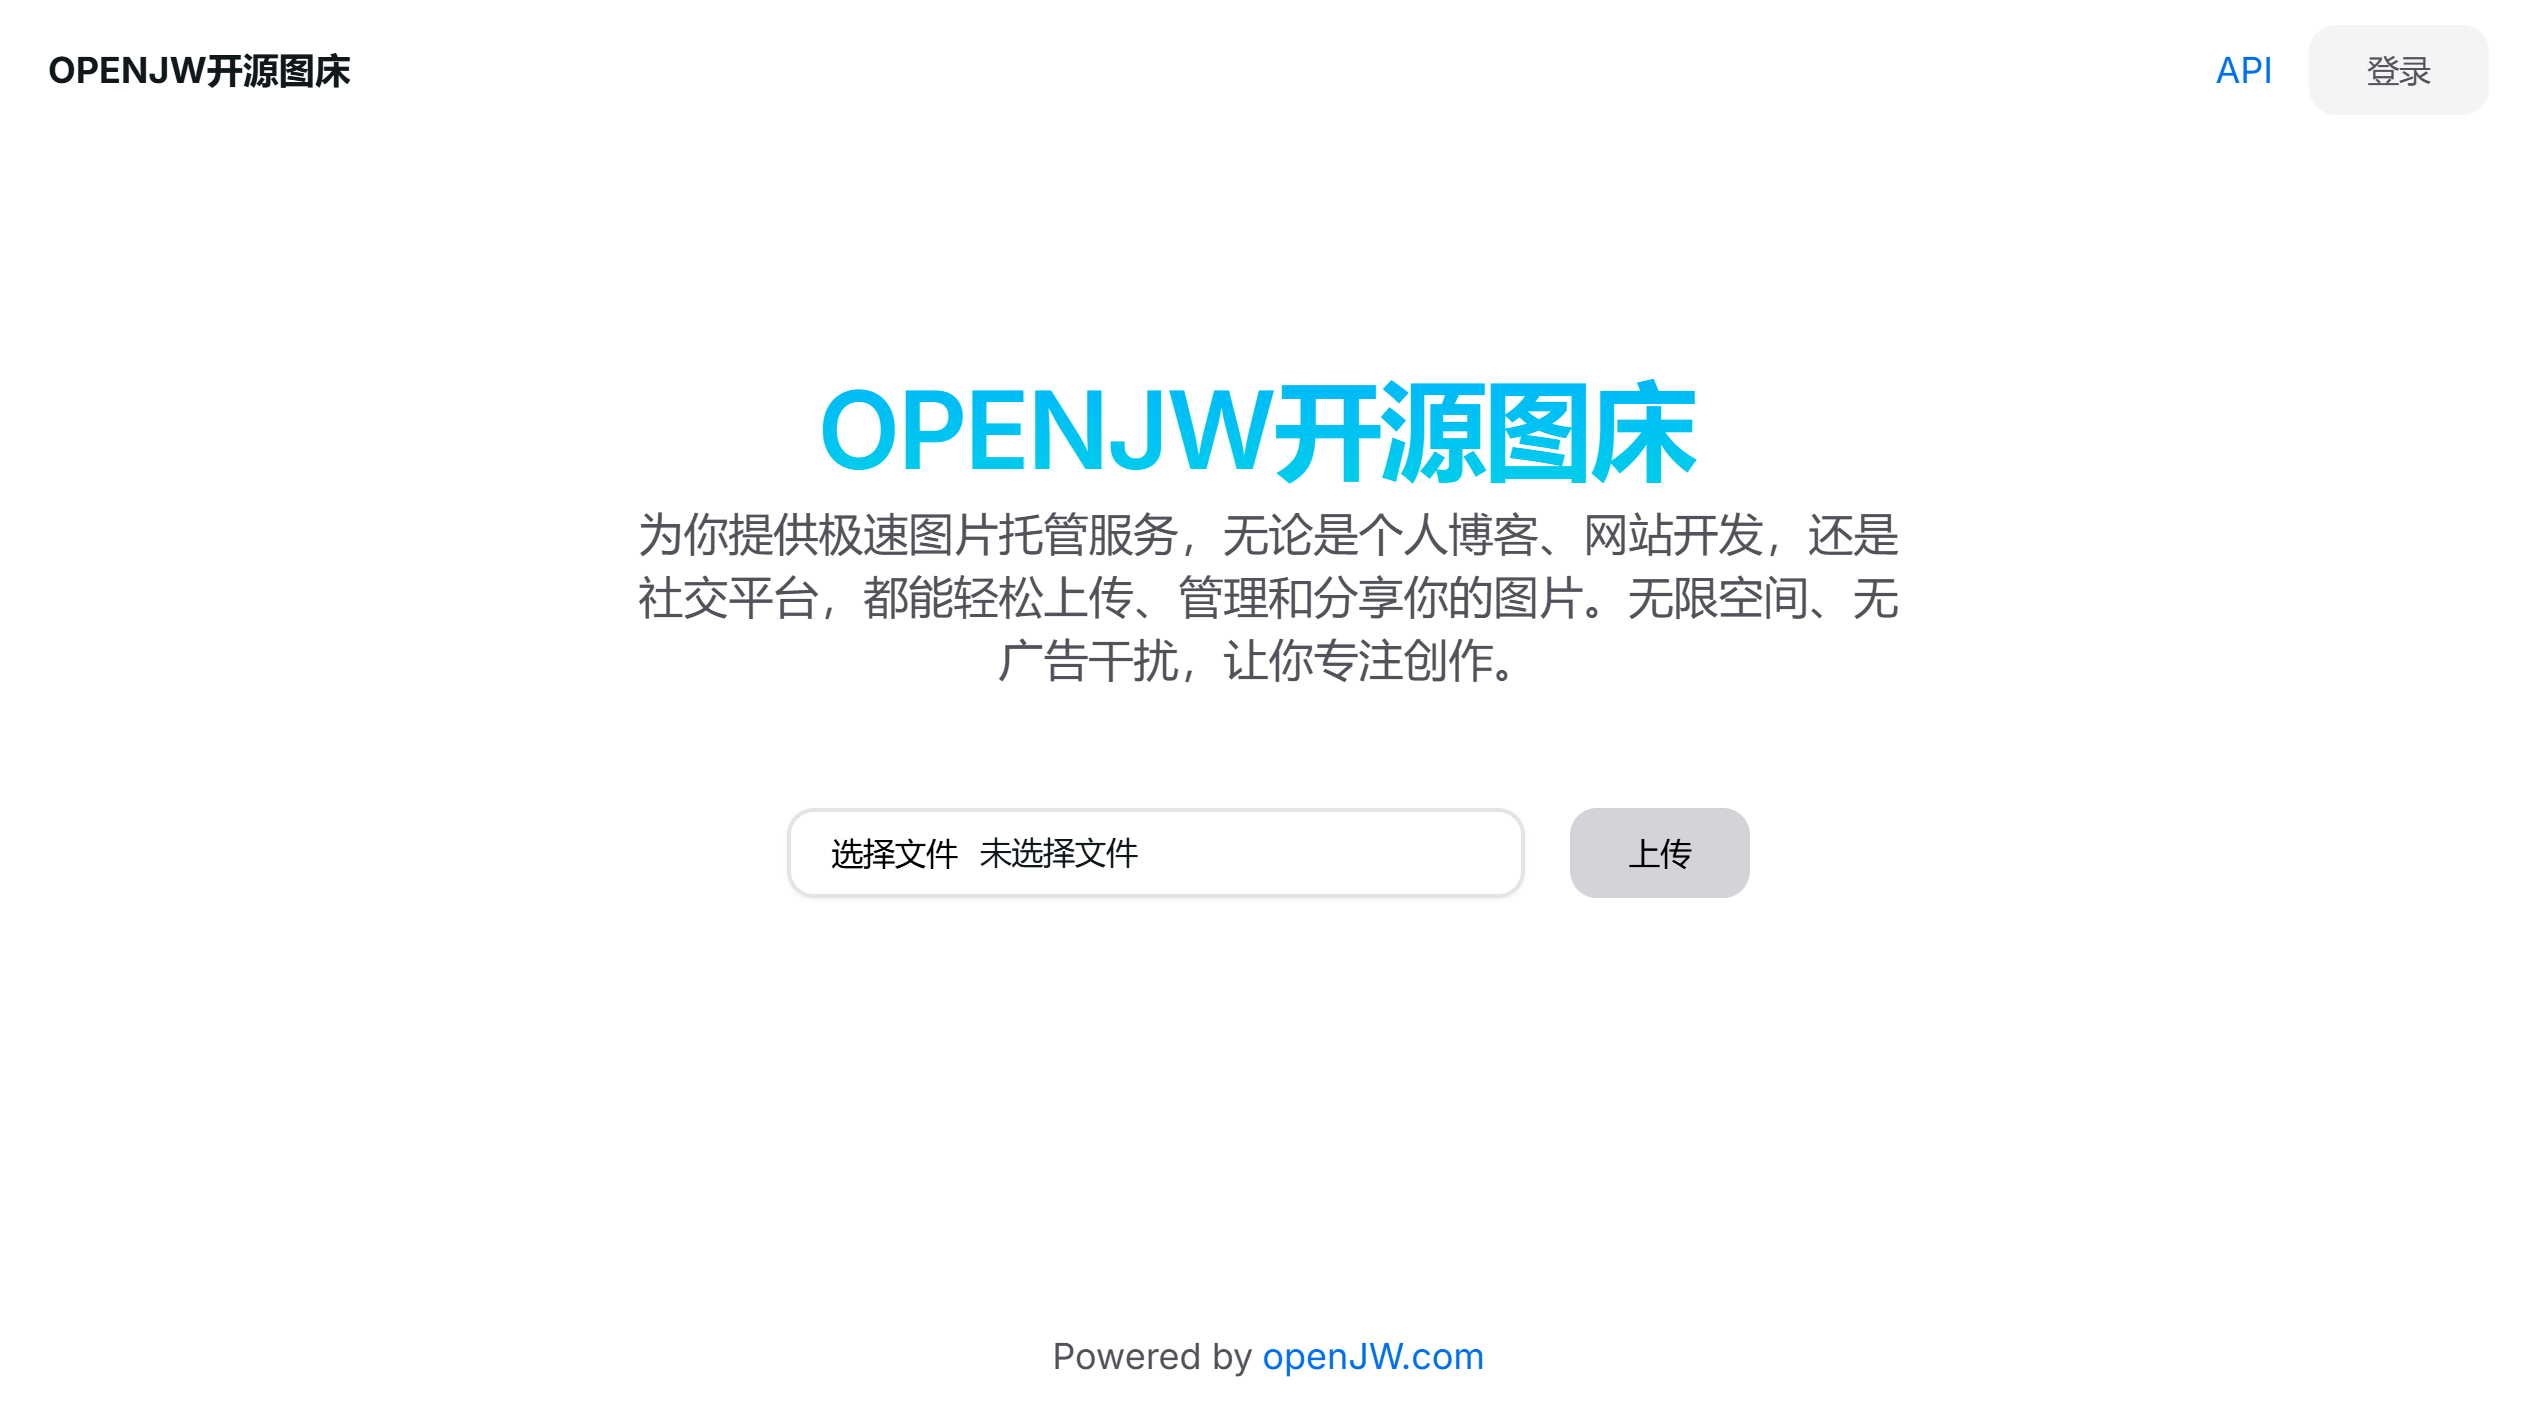 OPENJW开源图床
API
登录
OPENJW开源图床
为你提供极速图片托管服务，无论是个人博客、网站开发，还是
社交平台，都能轻松上传、管理和分享你的图片。无限空间、无
广告干扰，让你专注创作。
选择文件 未选择文件
上传
Powered by openJW.com